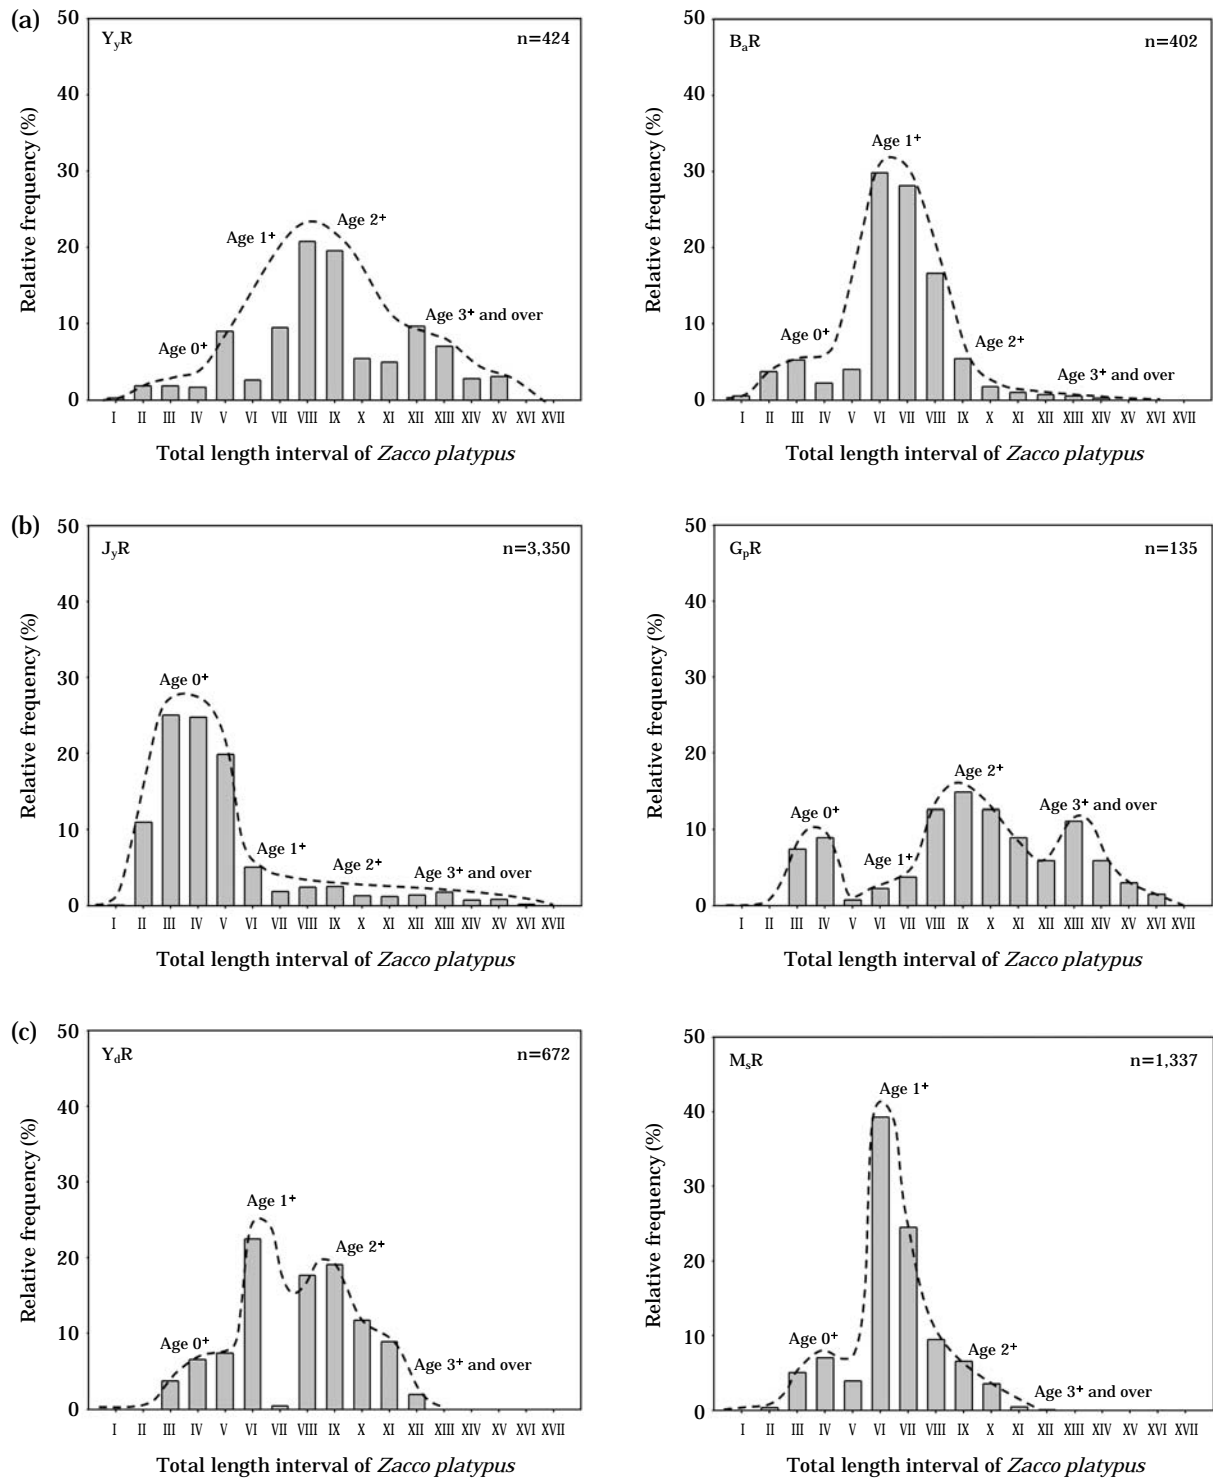 (a)
Y_yR n=424
50
40
30
20
10
0
Relative frequency (%)
Age 0⁺
Age 1⁺
Age 2⁺
Age 3⁺ and over
I II III IV V VI VII VIII IX X XI XII XIII XIV XV XVI XVII
Total length interval of Zacco platypus
B_aR n=402
50
40
30
20
10
0
Relative frequency (%)
Age 0⁺
Age 1⁺
Age 2⁺
Age 3⁺ and over
I II III IV V VI VII VIII IX X XI XII XIII XIV XV XVI XVII
Total length interval of Zacco platypus
(b)
J_yR n=3,350
50
40
30
20
10
0
Relative frequency (%)
Age 0⁺
Age 1⁺
Age 2⁺
Age 3⁺ and over
I II III IV V VI VII VIII IX X XI XII XIII XIV XV XVI XVII
Total length interval of Zacco platypus
G_pR n=135
50
40
30
20
10
0
Relative frequency (%)
Age 0⁺
Age 1⁺
Age 2⁺
Age 3⁺ and over
I II III IV V VI VII VIII IX X XI XII XIII XIV XV XVI XVII
Total length interval of Zacco platypus
(c)
Y_dR n=672
50
40
30
20
10
0
Relative frequency (%)
Age 0⁺
Age 1⁺
Age 2⁺
Age 3⁺ and over
I II III IV V VI VII VIII IX X XI XII XIII XIV XV XVI XVII
Total length interval of Zacco platypus
M_sR n=1,337
50
40
30
20
10
0
Relative frequency (%)
Age 0⁺
Age 1⁺
Age 2⁺
Age 3⁺ and over
I II III IV V VI VII VIII IX X XI XII XIII XIV XV XVI XVII
Total length interval of Zacco platypus